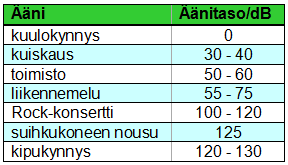 Ääni Äänitaso/dB
kuulokynnys 0
kuiskaus 30 - 40
toimisto 50 - 60
liikennemelu 55 - 75
Rock-konsertti 100 - 120
suihkukoneen nousu 125
kipukynnys 120 - 130